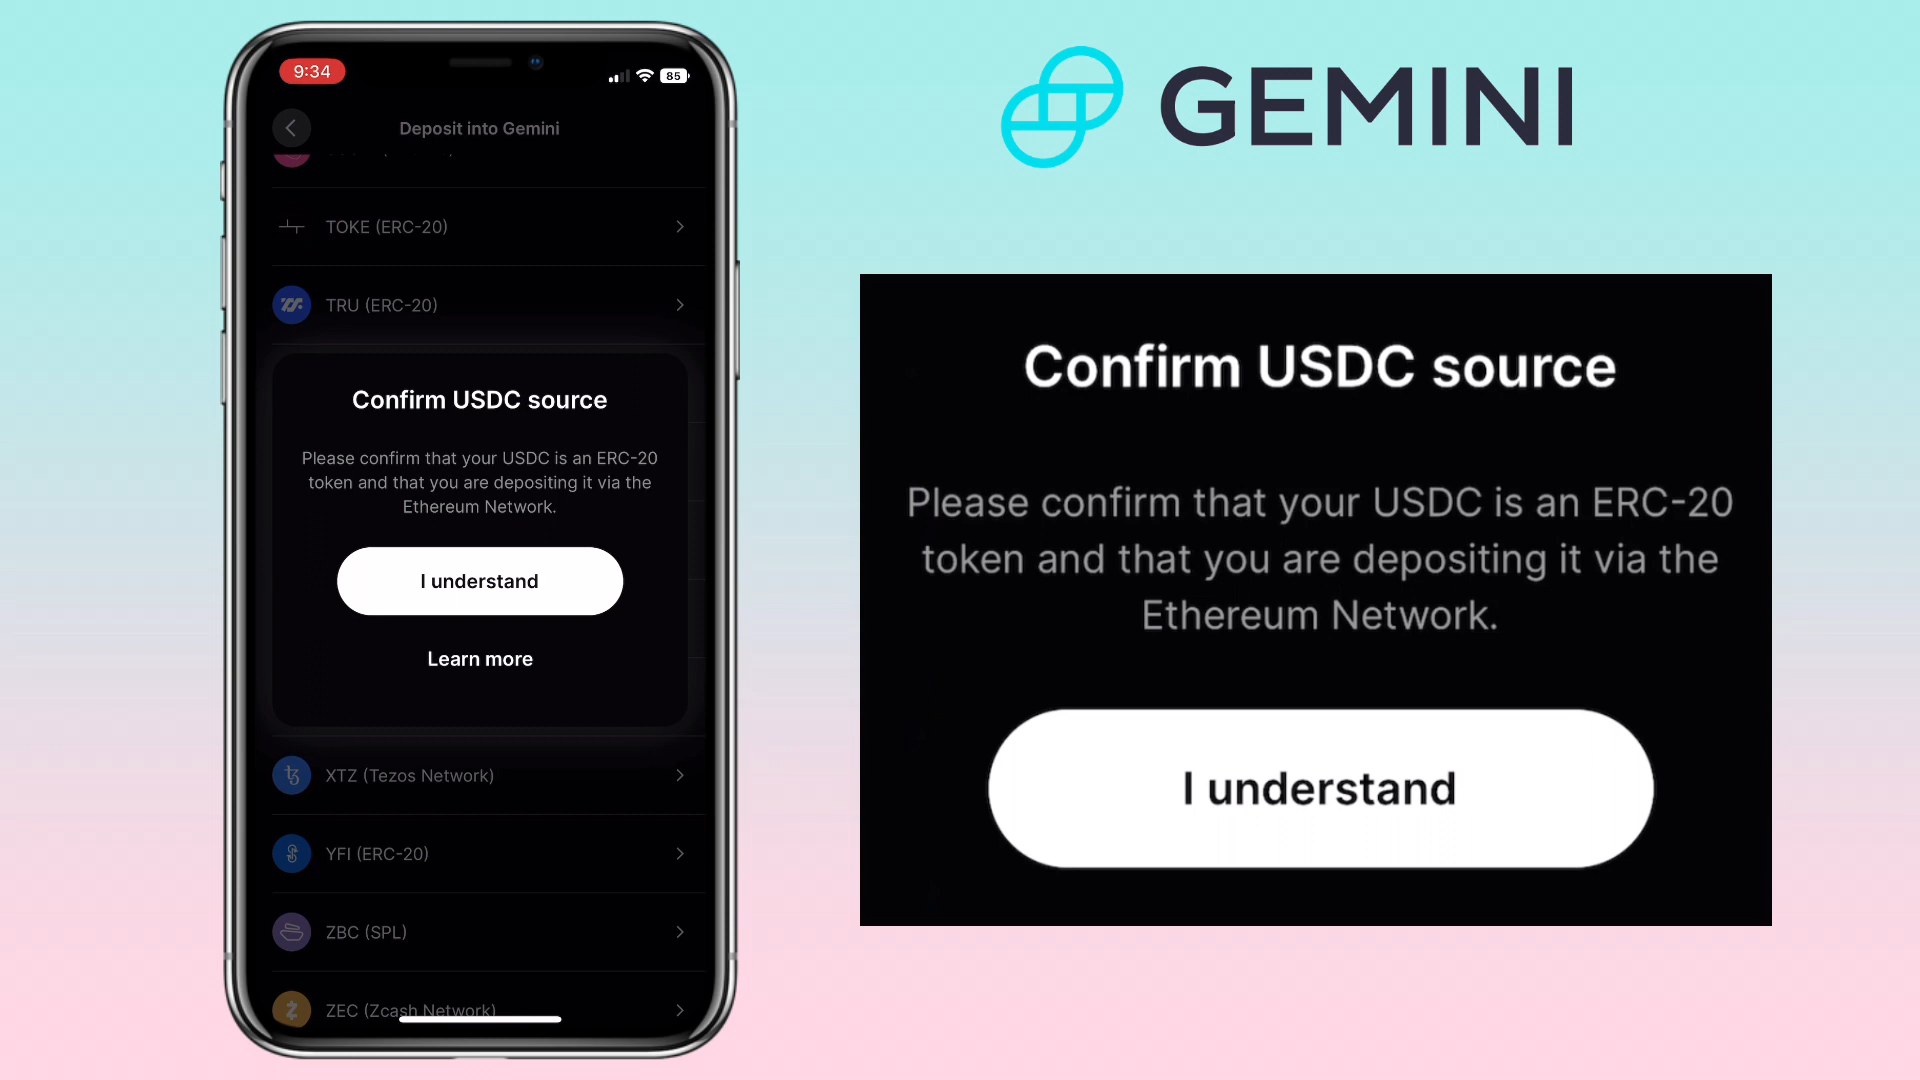 9:34
85
Deposit into Gemini
TOKE (ERC-20)
TRU (ERC-20)
Confirm USDC source
Please confirm that your USDC is an ERC-20
token and that you are depositing it via the
Ethereum Network.
I understand
Learn more
XTZ (Tezos Network)
YFI (ERC-20)
ZBC (SPL)
ZEC (Zcash Network)
GEMINI
Confirm USDC source
Please confirm that your USDC is an ERC-20
token and that you are depositing it via the
Ethereum Network.
I understand